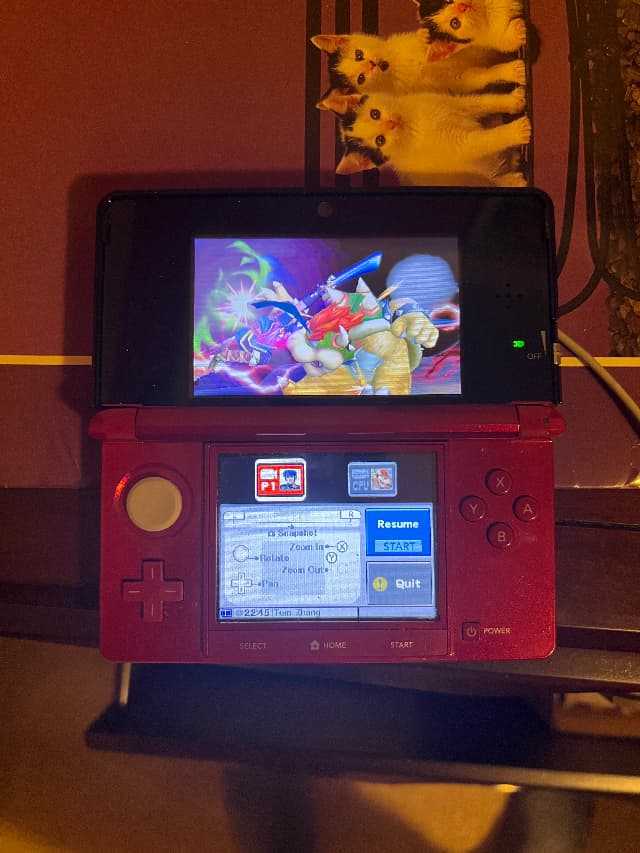 OFF
P1
CPU
L
R
Snapshot
Zoom In X
Rotate Y
Zoom Out
Pan
Resume
START
Quit
22:45 Tein Zhang
X
Y
A
B
POWER
SELECT
HOME
START